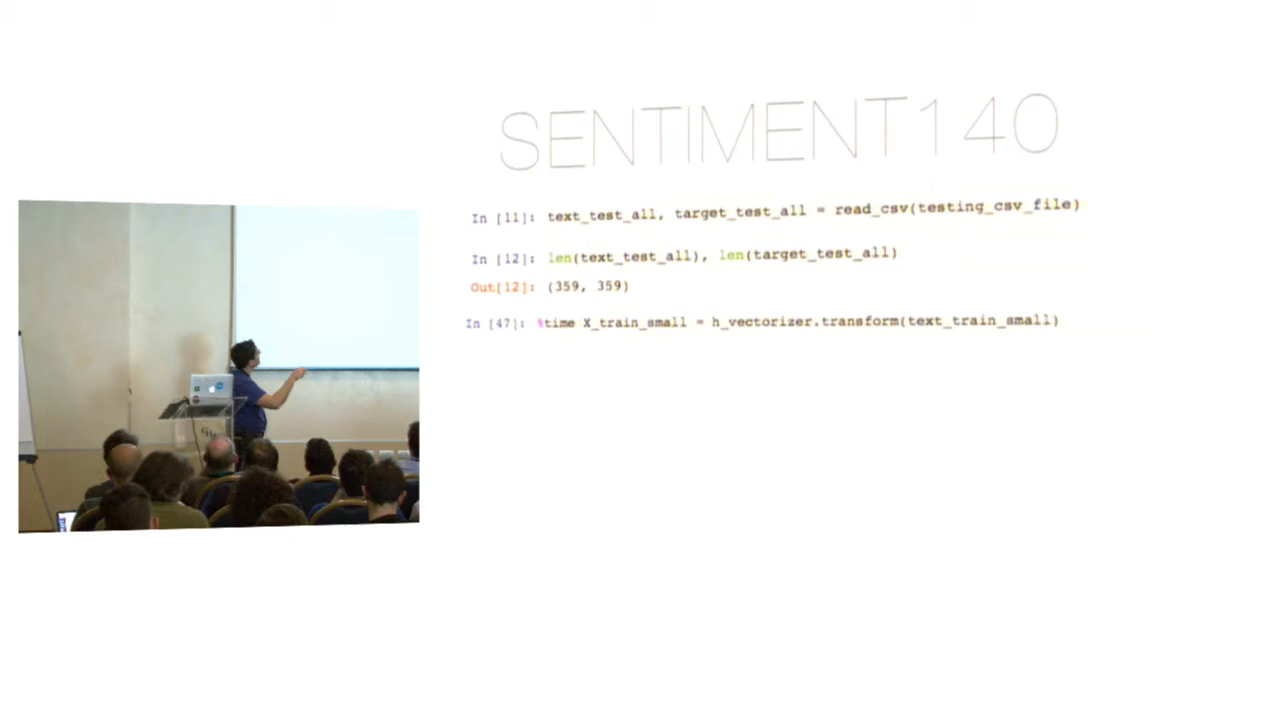 SENTIMENT140
In [11]: text_test_all, target_test_all = read_csv(testing_csv_file)
In [12]: len(text_test_all), len(target_test_all)
Out[12]: (359, 359)
In [47]: %time X_train_small = h_vectorizer.transform(text_train_small)